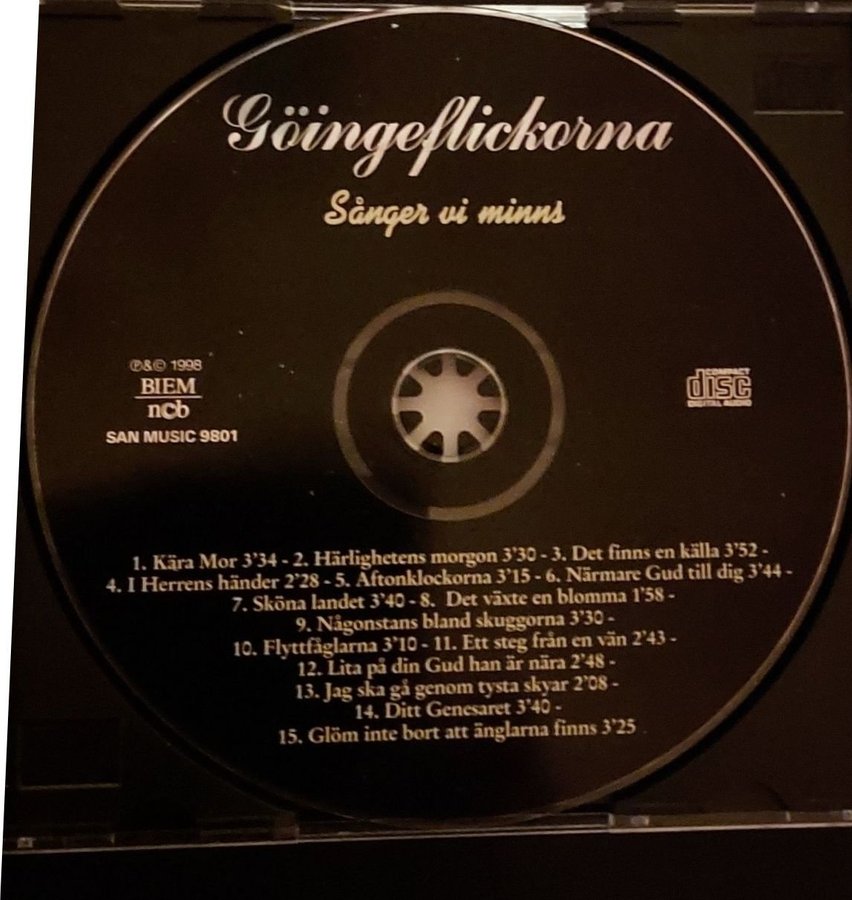 Göingeflickorna
Sånger vi minns
℗&© 1998
BIEM
ncb
SAN MUSIC 9801
COMPACT
disc
DIGITAL AUDIO
1. Kära Mor 3'34 - 2. Härlighetens morgon 3'30 - 3. Det finns en källa 3'52 -
4. I Herrens händer 2'28 - 5. Aftonklockorna 3'15 - 6. Närmare Gud till dig 3'44 -
7. Sköna landet 3'40 - 8. Det växte en blomma 1'58 -
9. Någonstans bland skuggorna 3'30 -
10. Flyttfåglarna 3'10 - 11. Ett steg från en vän 2'43 -
12. Lita på din Gud han är nära 2'48 -
13. Jag ska gå genom tysta skyar 2'08 -
14. Ditt Genesaret 3'40 -
15. Glöm inte bort att änglarna finns 3'25